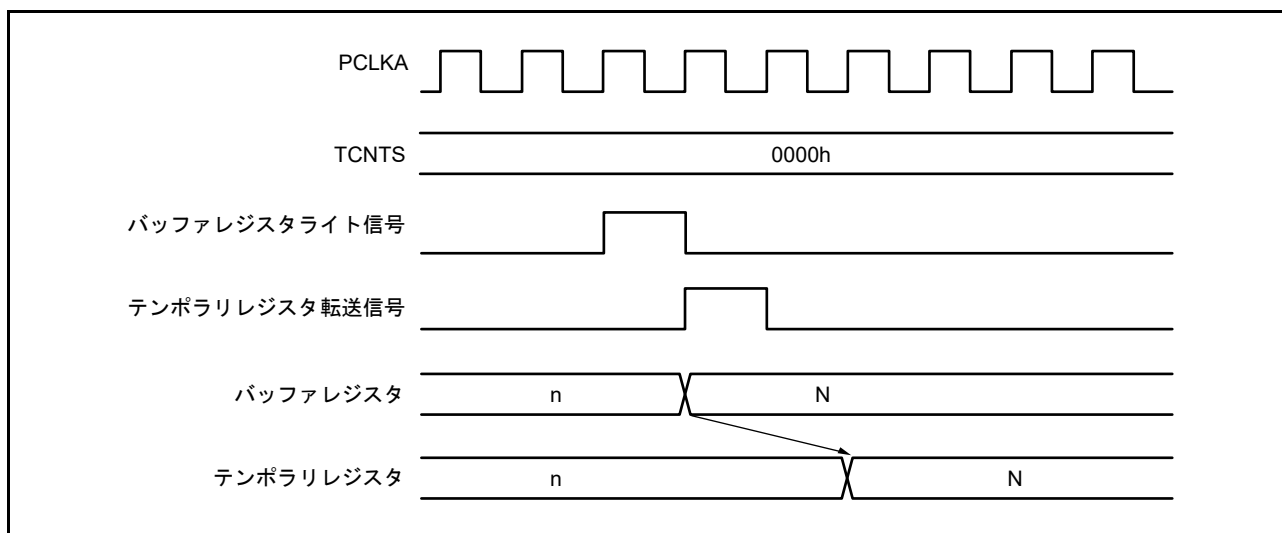 PCLKA
TCNTS
0000h
バッファレジスタライト信号
テンポラリレジスタ転送信号
バッファレジスタ
n
N
テンポラリレジスタ
n
N